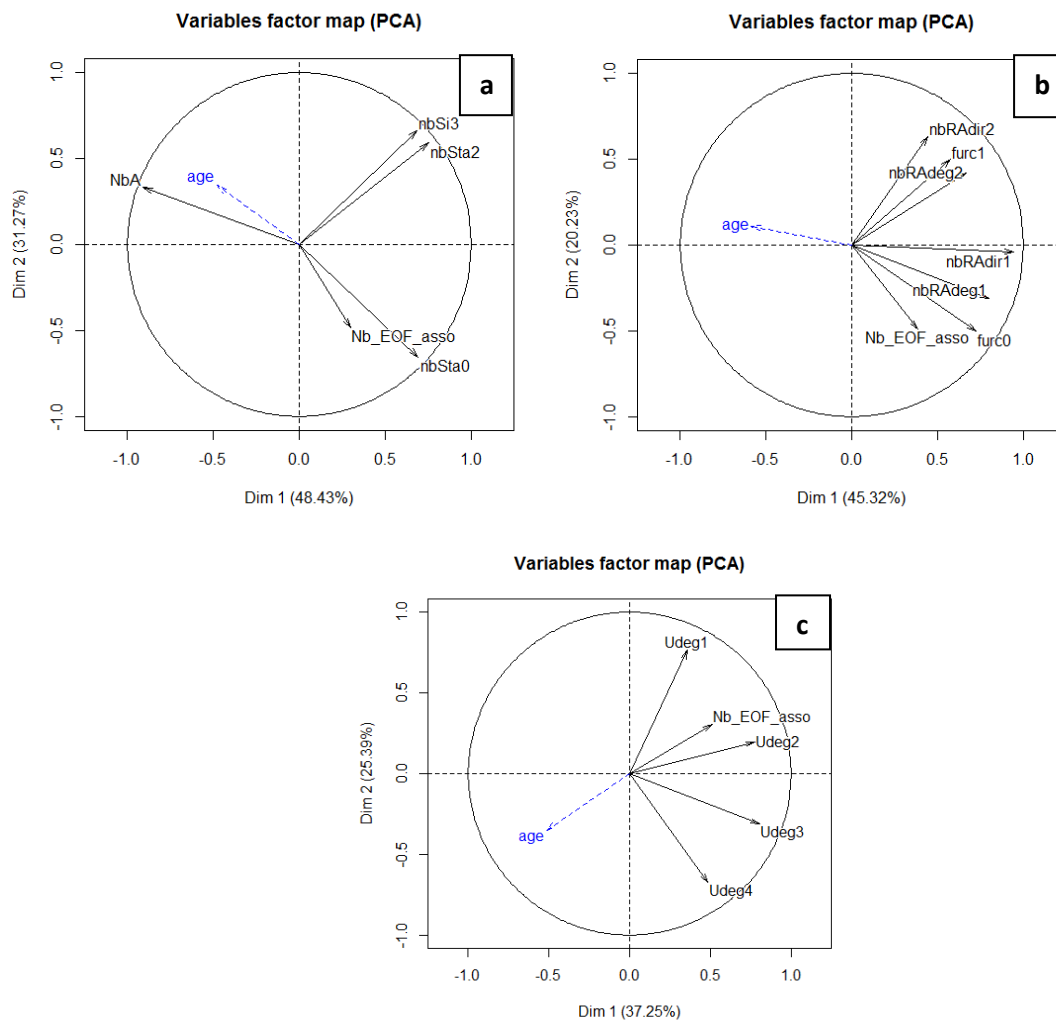 Variables factor map (PCA)
a
1.0
0.5
0.0
-0.5
-1.0
Dim 2 (31.27%)
nbSi3
nbSta2
age
NbA
Nb_EOF_asso
nbSta0
-1.0 -0.5 0.0 0.5 1.0
Dim 1 (48.43%)
Variables factor map (PCA)
b
1.0
0.5
0.0
-0.5
-1.0
Dim 2 (20.23%)
nbRAdir2
furc1
nbRAdeg2
age
nbRAdir1
nbRAdeg1
Nb_EOF_asso
furc0
-1.0 -0.5 0.0 0.5 1.0
Dim 1 (45.32%)
Variables factor map (PCA)
c
1.0
0.5
0.0
-0.5
-1.0
Dim 2 (25.39%)
Udeg1
Nb_EOF_asso
Udeg2
age
Udeg3
Udeg4
-1.0 -0.5 0.0 0.5 1.0
Dim 1 (37.25%)